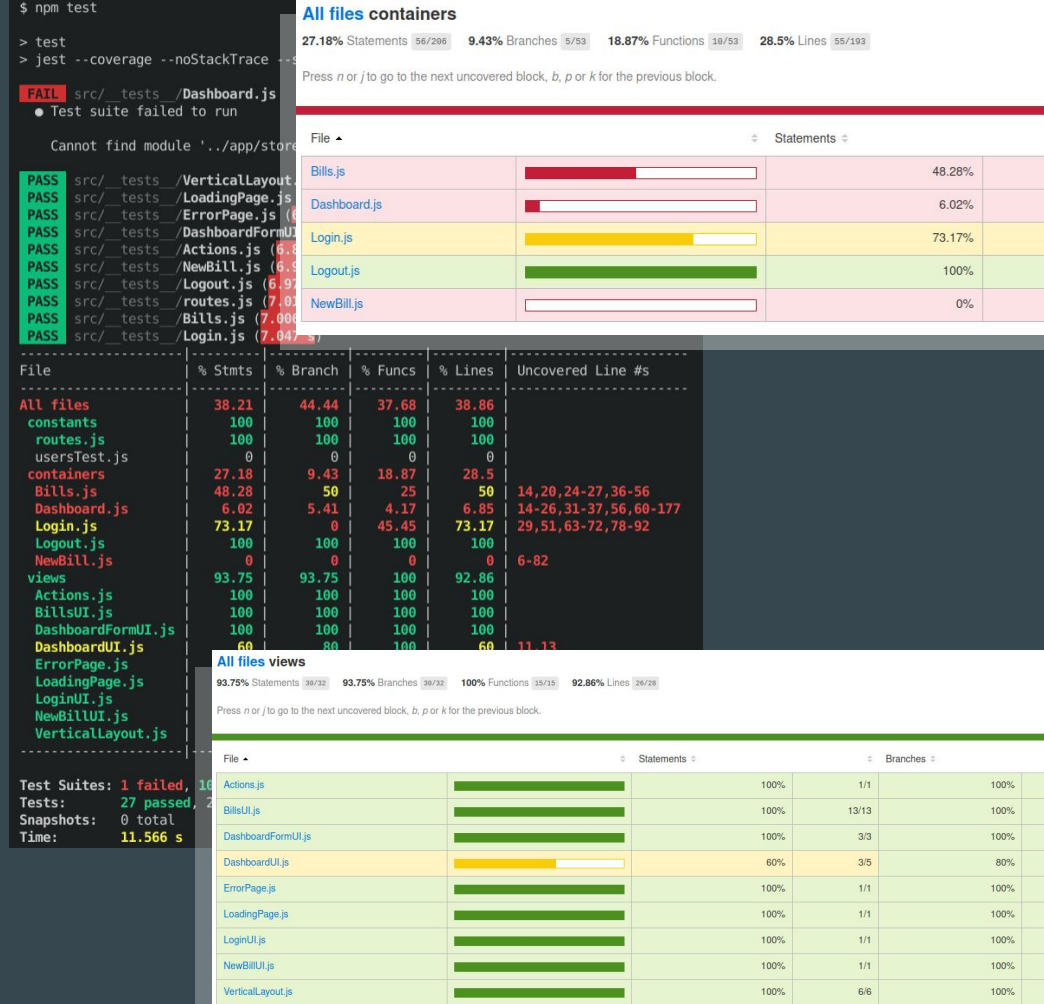 $ npm test
> test
> jest --coverage --noStackTrace
FAIL src/__tests__/Dashboard.js
● Test suite failed to run
Cannot find module '../app/store
PASS src/__tests__/VerticalLayout.
PASS src/__tests__/LoadingPage.js
PASS src/__tests__/ErrorPage.js (
PASS src/__tests__/DashboardFormUI
PASS src/__tests__/Actions.js (6.8
PASS src/__tests__/NewBill.js (6.9
PASS src/__tests__/Logout.js (6.97
PASS src/__tests__/routes.js (7.01
PASS src/__tests__/Bills.js (7.006
PASS src/__tests__/Login.js (7.047 s)
File | % Stmts | % Branch | % Funcs | % Lines | Uncovered Line #s
All files | 38.21 | 44.44 | 37.68 | 38.86 |
constants | 100 | 100 | 100 | 100 |
routes.js | 100 | 100 | 100 | 100 |
usersTest.js | 0 | 0 | 0 | 0 |
containers | 27.18 | 9.43 | 18.87 | 28.5 |
Bills.js | 48.28 | 50 | 25 | 50 | 14,20,24-27,36-56
Dashboard.js | 6.02 | 5.41 | 4.17 | 6.85 | 14-26,31-37,56,60-177
Login.js | 73.17 | 0 | 45.45 | 73.17 | 29,51,63-72,78-92
Logout.js | 100 | 100 | 100 | 100 |
NewBill.js | 0 | 0 | 0 | 0 | 6-82
views | 93.75 | 93.75 | 100 | 92.86 |
Actions.js | 100 | 100 | 100 | 100 |
BillsUI.js | 100 | 100 | 100 | 100 |
DashboardFormUI.js | 100 | 100 | 100 | 100 |
DashboardUI.js | 60 | 80 | 100 | 60 | 11,13
ErrorPage.js |
LoadingPage.js |
LoginUI.js |
NewBillUI.js |
VerticalLayout.js |
Test Suites: 1 failed, 10
Tests: 27 passed, 2
Snapshots: 0 total
Time: 11.566 s
All files containers
27.18% Statements 56/206 9.43% Branches 5/53 18.87% Functions 10/53 28.5% Lines 55/193
Press n or j to go to the next uncovered block, b, p or k for the previous block.
File Statements
Bills.js 48.28%
Dashboard.js 6.02%
Login.js 73.17%
Logout.js 100%
NewBill.js 0%
All files views
93.75% Statements 30/32 93.75% Branches 30/32 100% Functions 15/15 92.86% Lines 26/28
Press n or j to go to the next uncovered block, b, p or k for the previous block.
File Statements Branches
Actions.js 100% 1/1 100%
BillsUI.js 100% 13/13 100%
DashboardFormUI.js 100% 3/3 100%
DashboardUI.js 60% 3/5 80%
ErrorPage.js 100% 1/1 100%
LoadingPage.js 100% 1/1 100%
LoginUI.js 100% 1/1 100%
NewBillUI.js 100% 1/1 100%
VerticalLayout.js 100% 6/6 100%